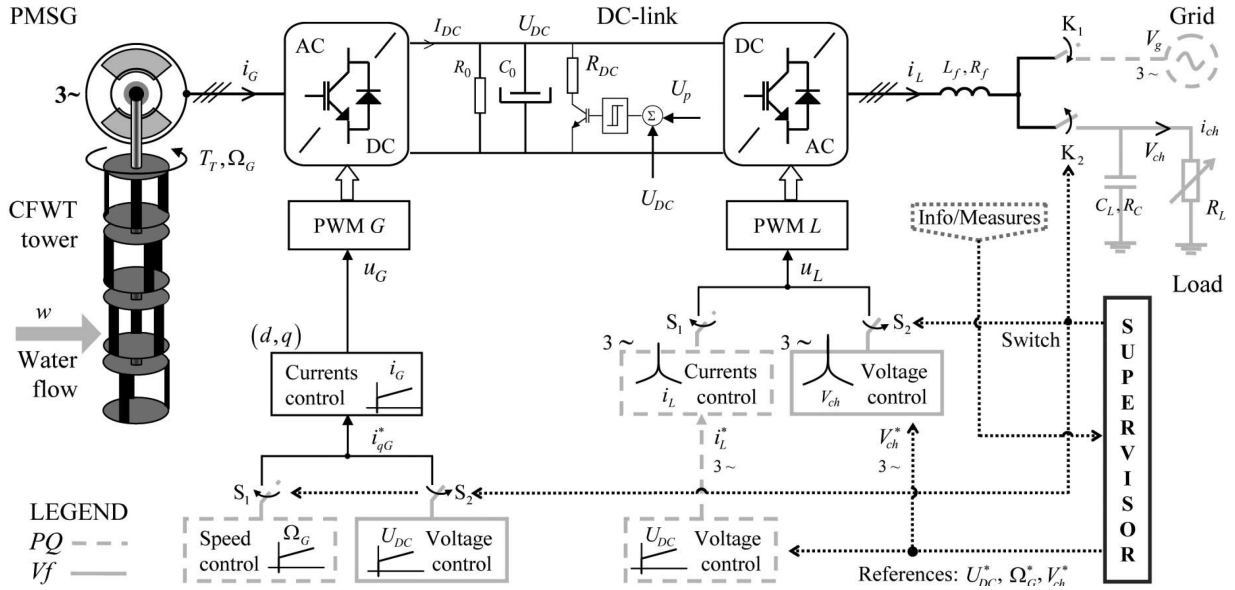 PMSG
DC-link
Grid
3~
i_G
AC
DC
I_DC
U_DC
R_0
C_0
R_DC
U_p
Σ
U_DC
DC
AC
i_L
L_f, R_f
K_1
V_g
3 ~
K_2
i_ch
V_ch
C_L, R_C
R_L
Load
T_T, Ω_G
CFWT
tower
w
Water
flow
PWM G
u_G
(d, q)
Currents
control
i_G
i*_qG
S_1
S_2
Speed
control
Ω_G
U_DC
Voltage
control
PWM L
u_L
S_1
S_2
3 ~
Currents
control
i_L
3 ~
Voltage
control
V_ch
i*_L
3 ~
V*_ch
3 ~
U_DC
Voltage
control
Info/Measures
Switch
SUPERVISOR
References: U*_DC, Ω*_G, V*_ch
LEGEND
PQ
Vf